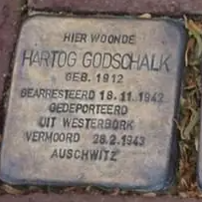 HIER WOONDE
HARTOG GODSCHALK
GEB. 1912
GEARRESTEERD 18.11.1942
GEDEPORTEERD
UIT WESTERBORK
VERMOORD 28.2.1943
AUSCHWITZ